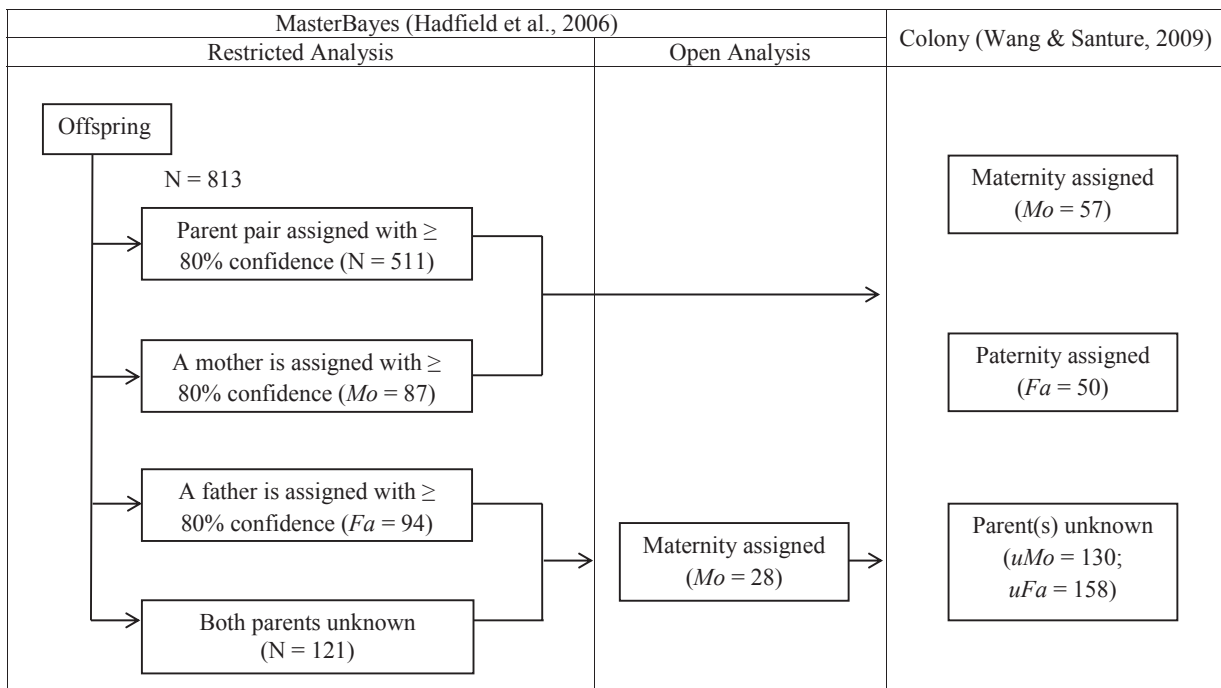 MasterBayes (Hadfield et al., 2006)
Colony (Wang & Santure, 2009)
Restricted Analysis
Open Analysis
Offspring
N = 813
Parent pair assigned with ≥
80% confidence (N = 511)
A mother is assigned with ≥
80% confidence (Mo = 87)
A father is assigned with ≥
80% confidence (Fa = 94)
Both parents unknown
(N = 121)
Maternity assigned
(Mo = 28)
Maternity assigned
(Mo = 57)
Paternity assigned
(Fa = 50)
Parent(s) unknown
(uMo = 130;
uFa = 158)